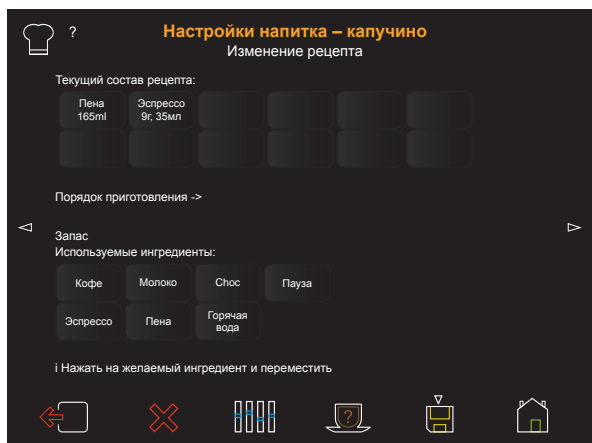 ?
Настройки напитка – капучино
Изменение рецепта
Текущий состав рецепта:
Пена
165ml
Эспрессо
9г, 35мл
Порядок приготовления ->
Запас
Используемые ингредиенты:
Кофе
Молоко
Choc
Пауза
Эспрессо
Пена
Горячая
вода
i Нажать на желаемый ингредиент и переместить
?